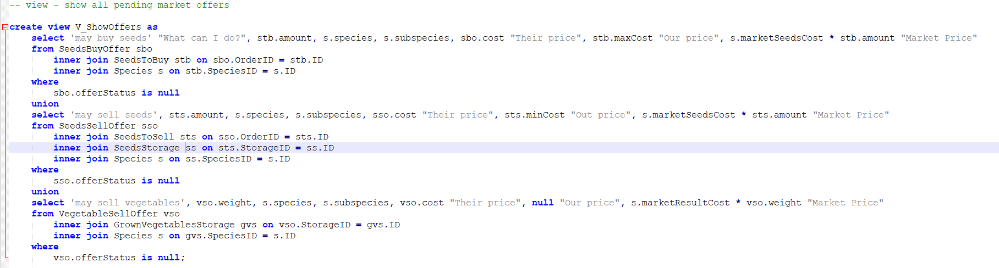 -- view - show all pending market offers
create view V_ShowOffers as
select 'may buy seeds' "What can I do?", stb.amount, s.species, s.subspecies, sbo.cost "Their price", stb.maxCost "Our price", s.marketSeedsCost * stb.amount "Market Price"
from SeedsBuyOffer sbo
inner join SeedsToBuy stb on sbo.OrderID = stb.ID
inner join Species s on stb.SpeciesID = s.ID
where
sbo.offerStatus is null
union
select 'may sell seeds', sts.amount, s.species, s.subspecies, sso.cost "Their price", sts.minCost "Out price", s.marketSeedsCost * sts.amount "Market Price"
from SeedsSellOffer sso
inner join SeedsToSell sts on sso.OrderID = sts.ID
inner join SeedsStorage ss on sts.StorageID = ss.ID
inner join Species s on ss.SpeciesID = s.ID
where
sso.offerStatus is null
union
select 'may sell vegetables', vso.weight, s.species, s.subspecies, vso.cost "Their price", null "Our price", s.marketResultCost * vso.weight "Market Price"
from VegetableSellOffer vso
inner join GrownVegetablesStorage gvs on vso.StorageID = gvs.ID
inner join Species s on gvs.SpeciesID = s.ID
where
vso.offerStatus is null;